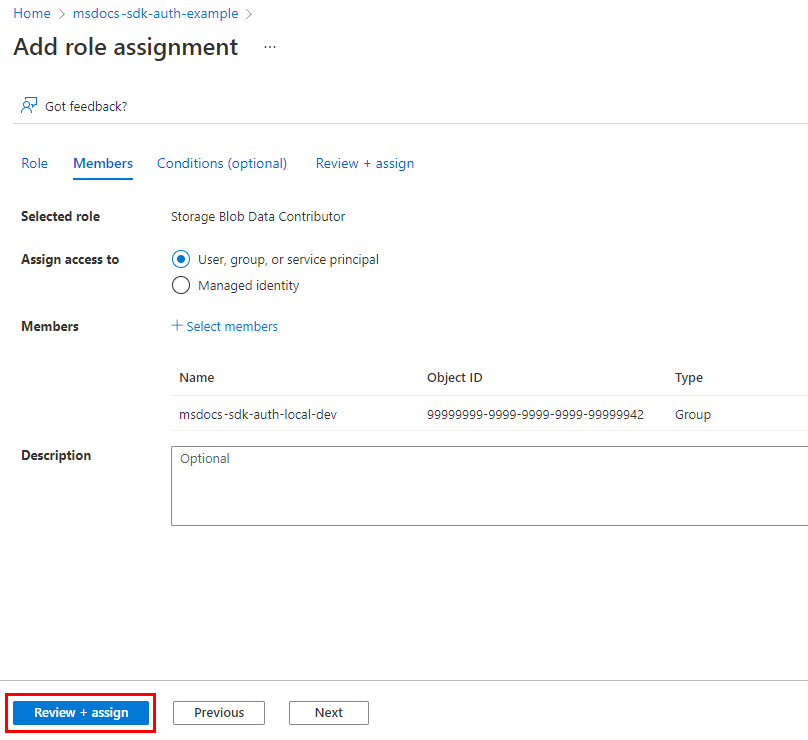 Home > msdocs-sdk-auth-example >
Add role assignment ...
Got feedback?
Role Members Conditions (optional) Review + assign
Selected role Storage Blob Data Contributor
Assign access to User, group, or service principal
Managed identity
Members + Select members
Name Object ID Type
msdocs-sdk-auth-local-dev 99999999-9999-9999-9999-99999942 Group
Description Optional
Review + assign Previous Next